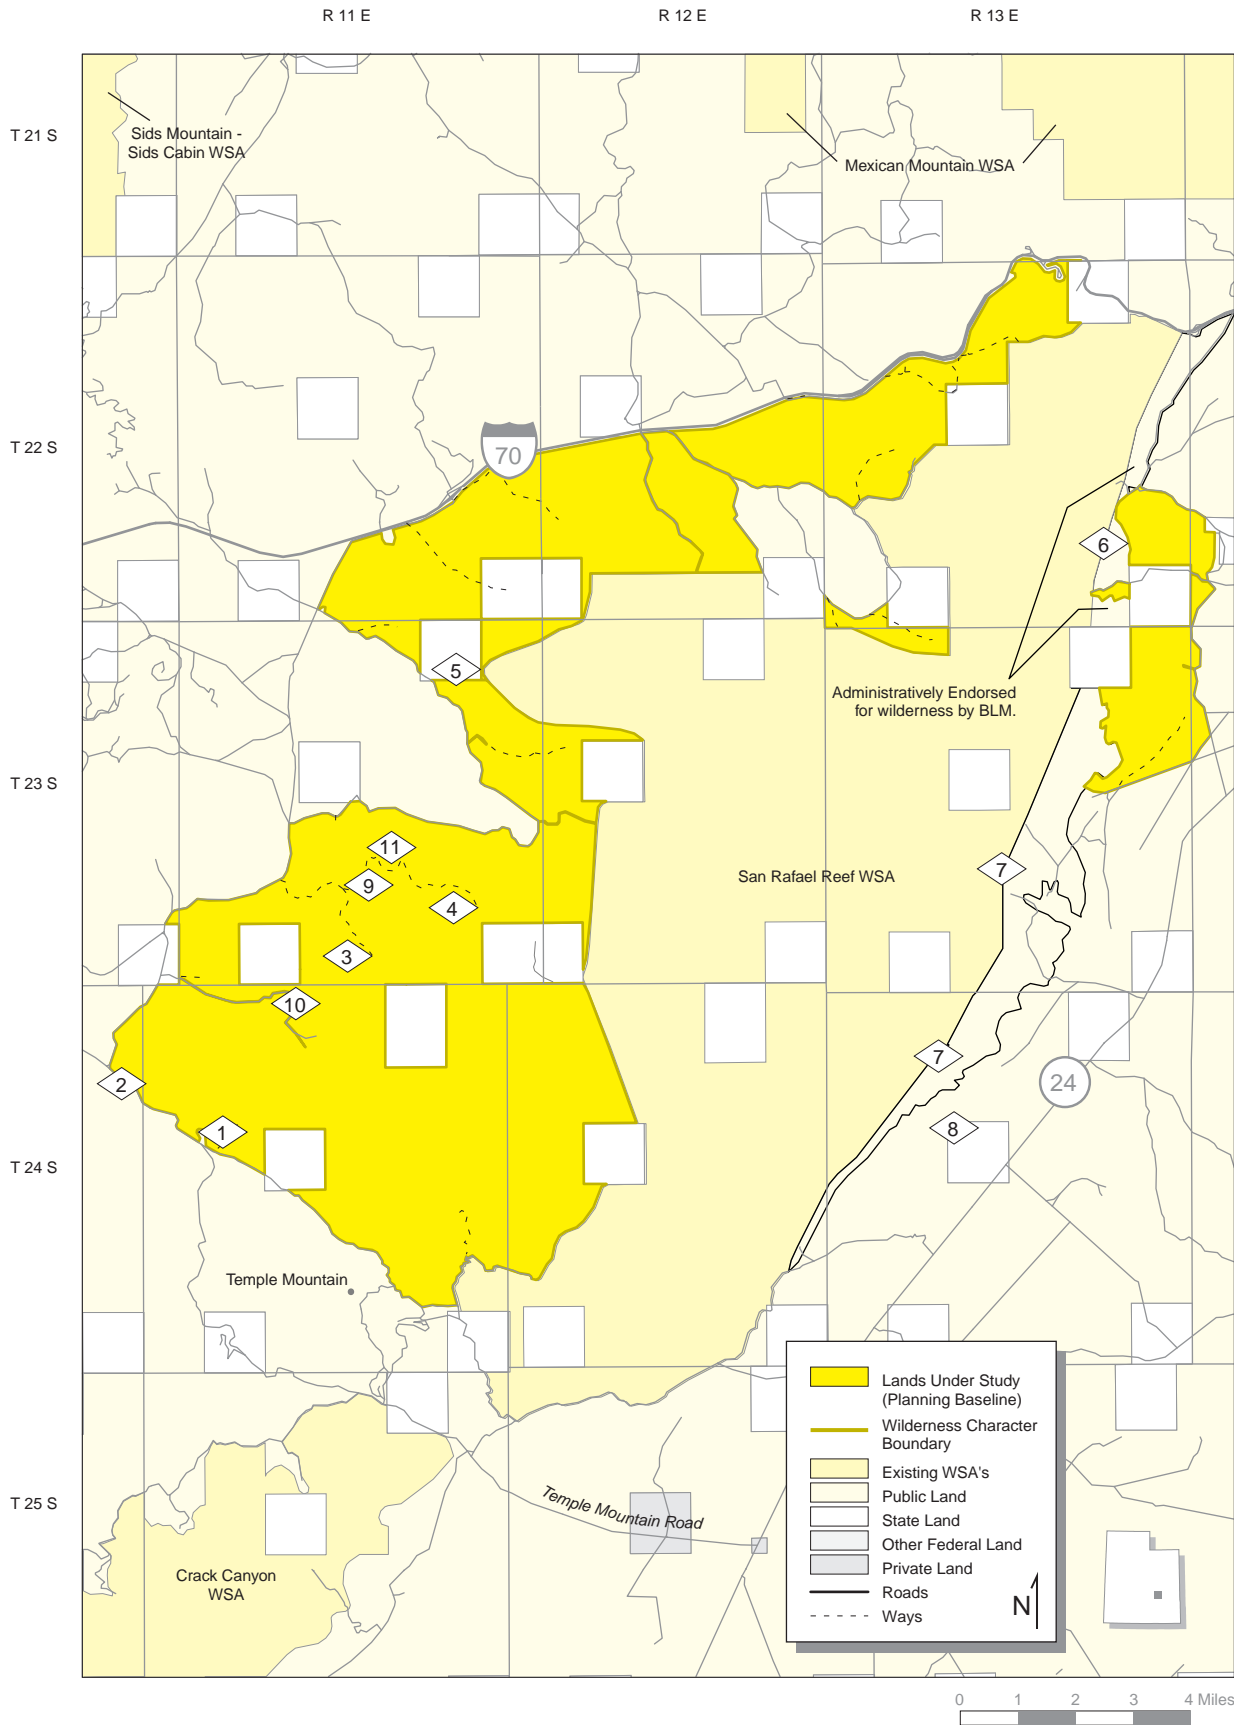 R 11 E
R 12 E
R 13 E
T 21 S
Sids Mountain -
Sids Cabin WSA
Mexican Mountain WSA
T 22 S
70
6
5
Administratively Endorsed
for wilderness by BLM.
T 23 S
11
9
4
3
San Rafael Reef WSA
7
10
2
7
24
1
8
T 24 S
Temple Mountain
Temple Mountain Road
T 25 S
Crack Canyon
WSA
Lands Under Study
(Planning Baseline)
Wilderness Character
Boundary
Existing WSA's
Public Land
State Land
Other Federal Land
Private Land
Roads
Ways
N
0 1 2 3 4 Miles